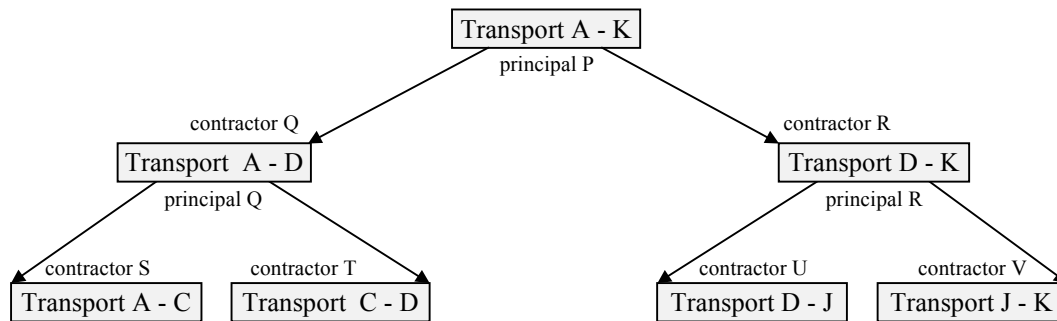 Transport A - K
principal P
contractor Q
contractor R
Transport A - D
Transport D - K
principal Q
principal R
contractor S
contractor T
contractor U
contractor V
Transport A - C
Transport C - D
Transport D - J
Transport J - K